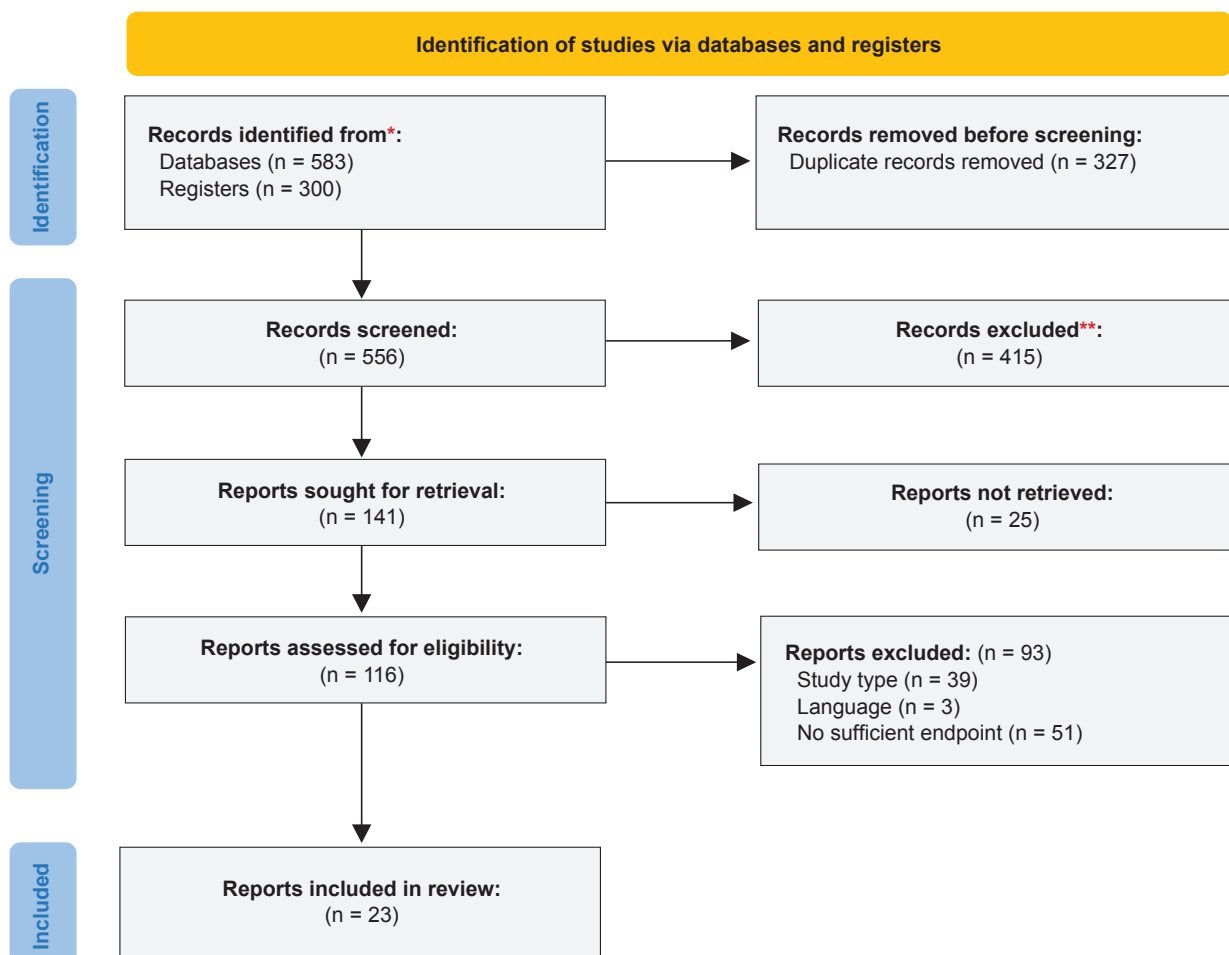 Identification of studies via databases and registers
Identification
Records identified from*:
Databases (n = 583)
Registers (n = 300)
Records removed before screening:
Duplicate records removed (n = 327)
Screening
Records screened:
(n = 556)
Records excluded**:
(n = 415)
Reports sought for retrieval:
(n = 141)
Reports not retrieved:
(n = 25)
Reports assessed for eligibility:
(n = 116)
Reports excluded: (n = 93)
Study type (n = 39)
Language (n = 3)
No sufficient endpoint (n = 51)
Included
Reports included in review:
(n = 23)